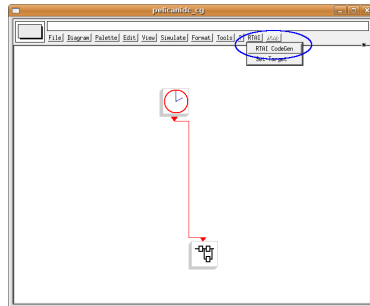 pelicanidc_cg
File Diagram Palette Edit View Simulate Format Tools RTAI
RTAI CodeGen
Set Target